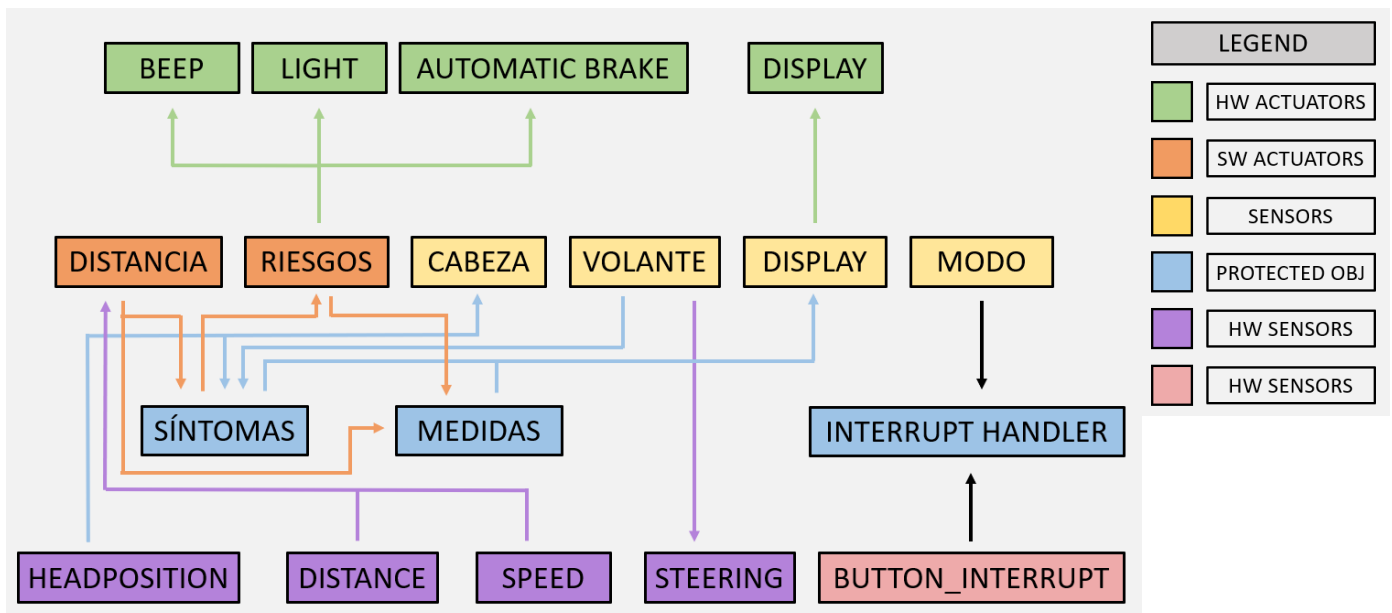 BEEP
LIGHT
AUTOMATIC BRAKE
DISPLAY
DISTANCIA
RIESGOS
CABEZA
VOLANTE
DISPLAY
MODO
SÍNTOMAS
MEDIDAS
INTERRUPT HANDLER
HEADPOSITION
DISTANCE
SPEED
STEERING
BUTTON_INTERRUPT
LEGEND
HW ACTUATORS
SW ACTUATORS
SENSORS
PROTECTED OBJ
HW SENSORS
HW SENSORS